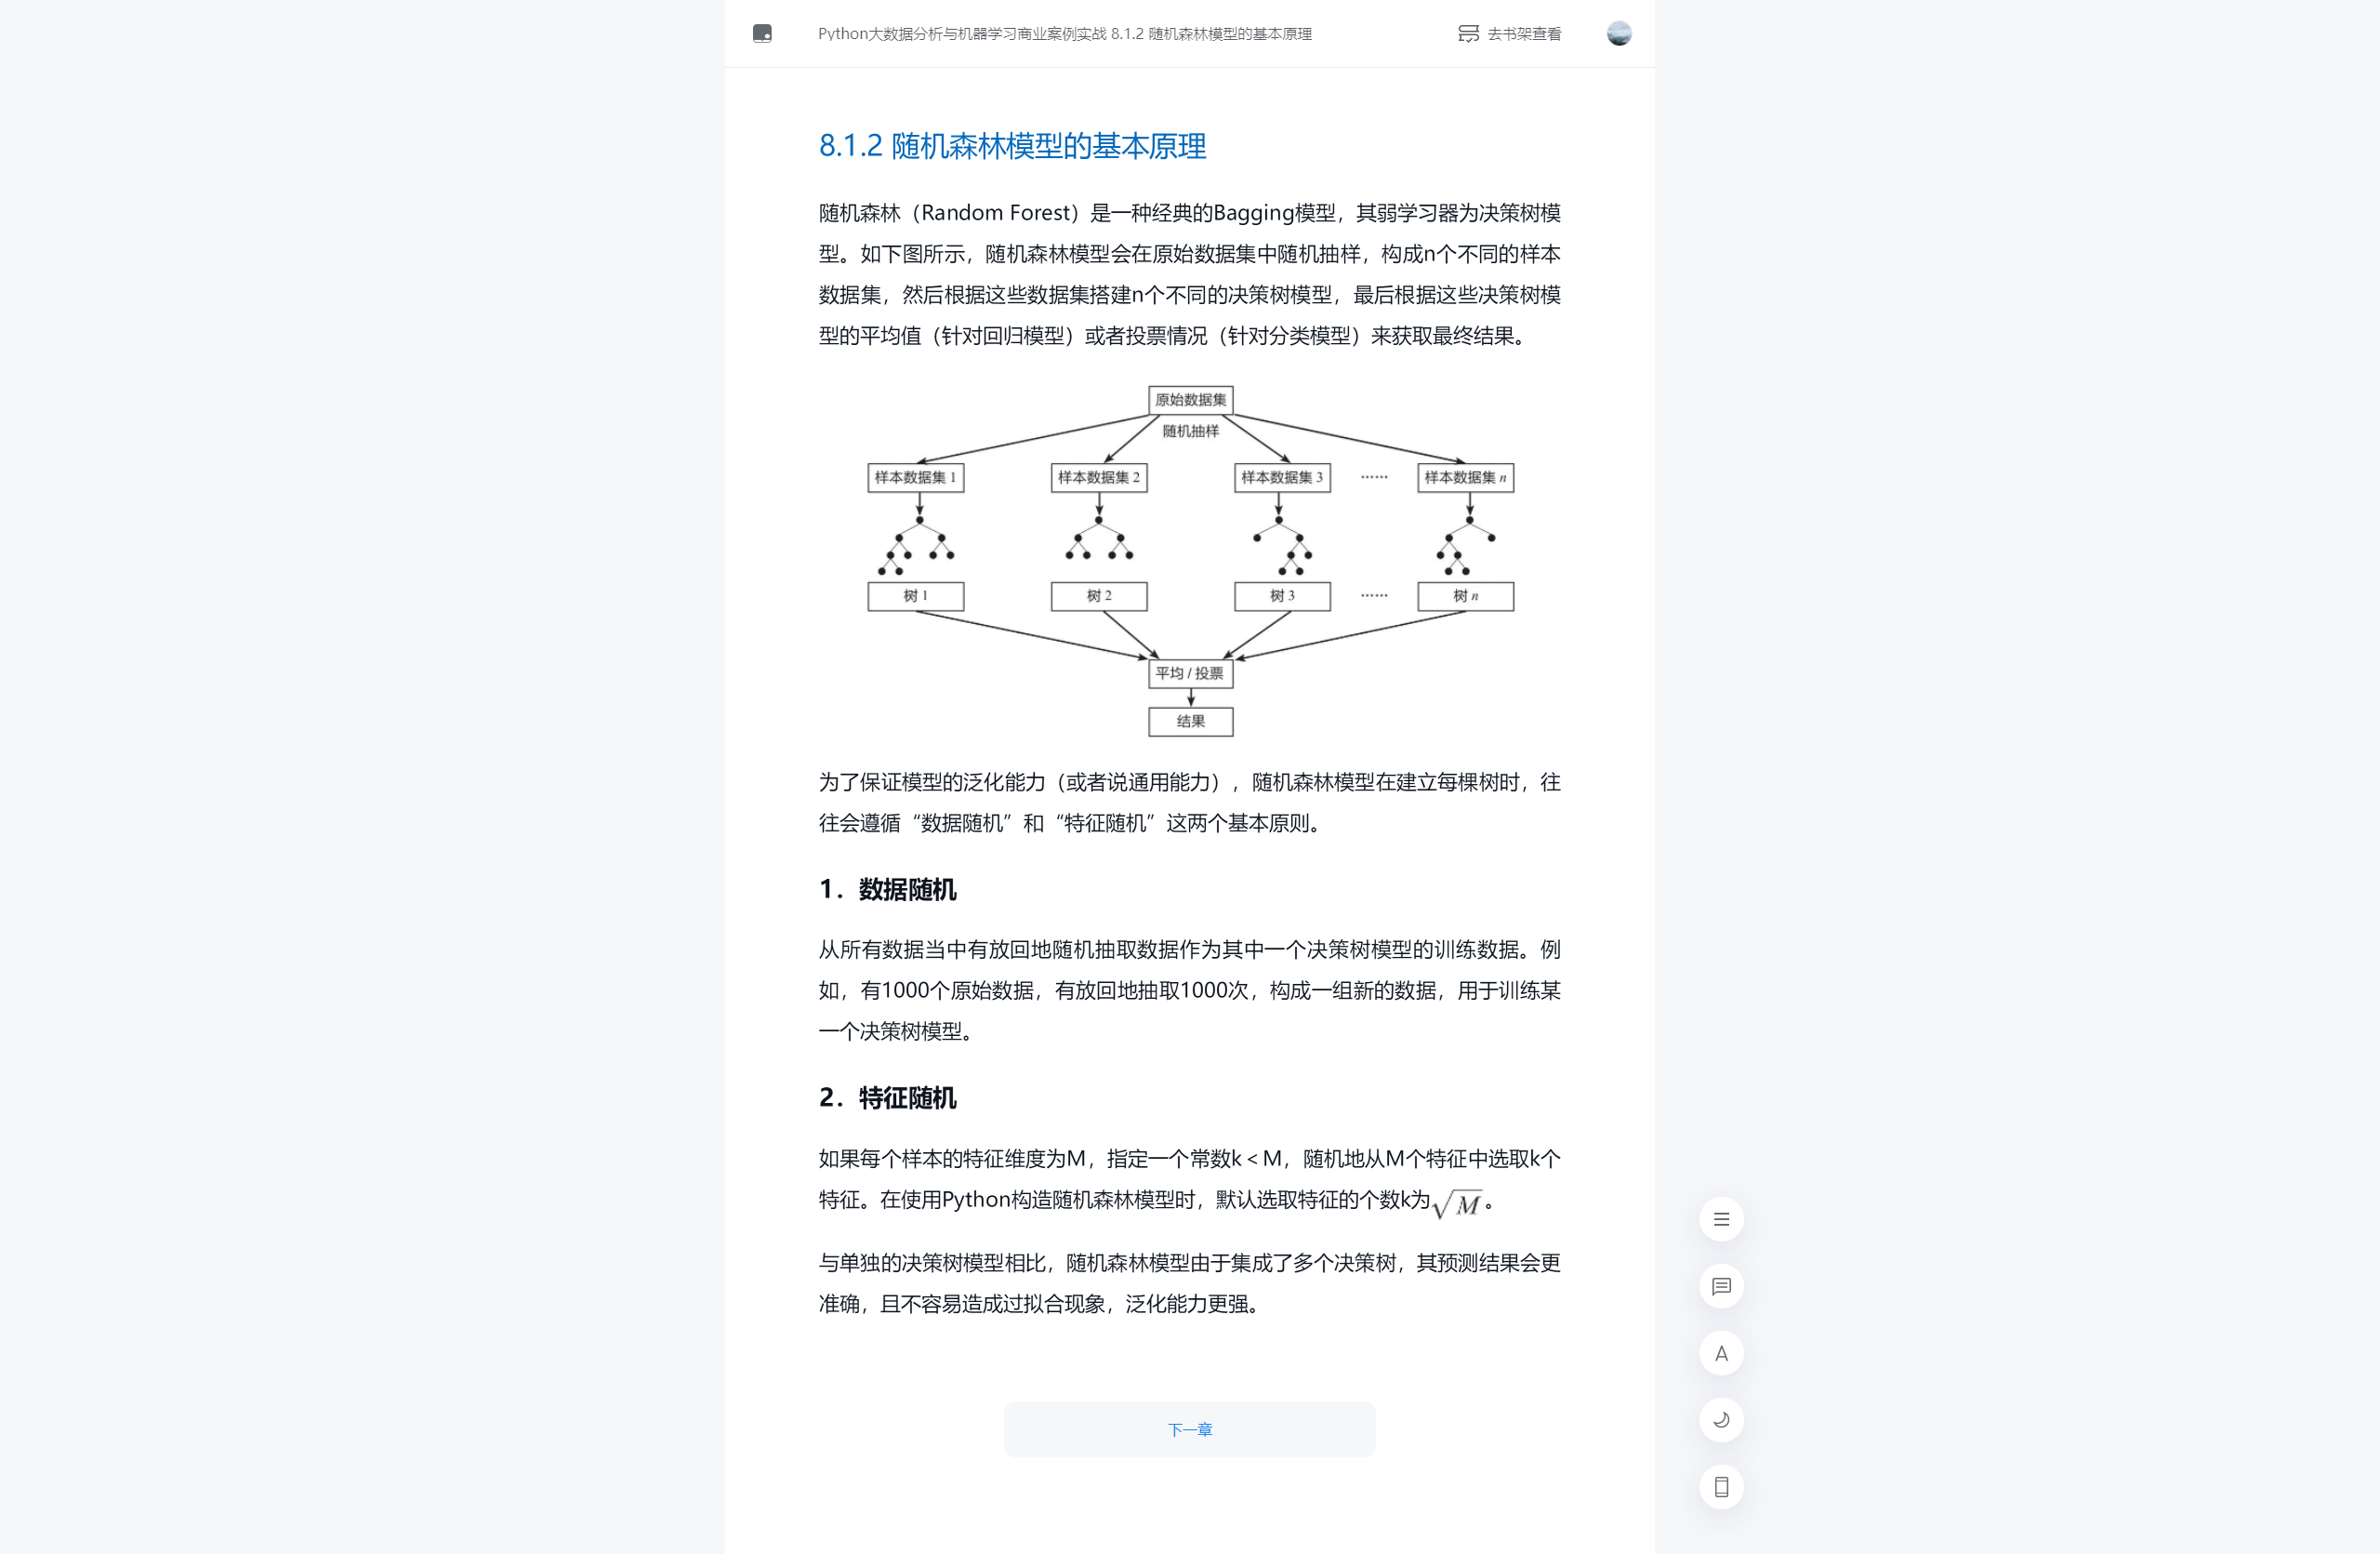 Python大数据分析与机器学习商业案例实战 8.1.2 随机森林模型的基本原理
去书架查看
8.1.2 随机森林模型的基本原理
随机森林（Random Forest）是一种经典的Bagging模型，其弱学习器为决策树模
型。如下图所示，随机森林模型会在原始数据集中随机抽样，构成n个不同的样本
数据集，然后根据这些数据集搭建n个不同的决策树模型，最后根据这些决策树模
型的平均值（针对回归模型）或者投票情况（针对分类模型）来获取最终结果。
原始数据集
随机抽样
样本数据集 1 样本数据集 2 样本数据集 3 …… 样本数据集 n
树 1 树 2 树 3 …… 树 n
平均 / 投票
结果
为了保证模型的泛化能力（或者说通用能力），随机森林模型在建立每棵树时，往
往会遵循“数据随机”和“特征随机”这两个基本原则。
1．数据随机
从所有数据当中有放回地随机抽取数据作为其中一个决策树模型的训练数据。例
如，有1000个原始数据，有放回地抽取1000次，构成一组新的数据，用于训练某
一个决策树模型。
2．特征随机
如果每个样本的特征维度为M，指定一个常数k＜M，随机地从M个特征中选取k个
特征。在使用Python构造随机森林模型时，默认选取特征的个数k为√M。
与单独的决策树模型相比，随机森林模型由于集成了多个决策树，其预测结果会更
准确，且不容易造成过拟合现象，泛化能力更强。
下一章
A